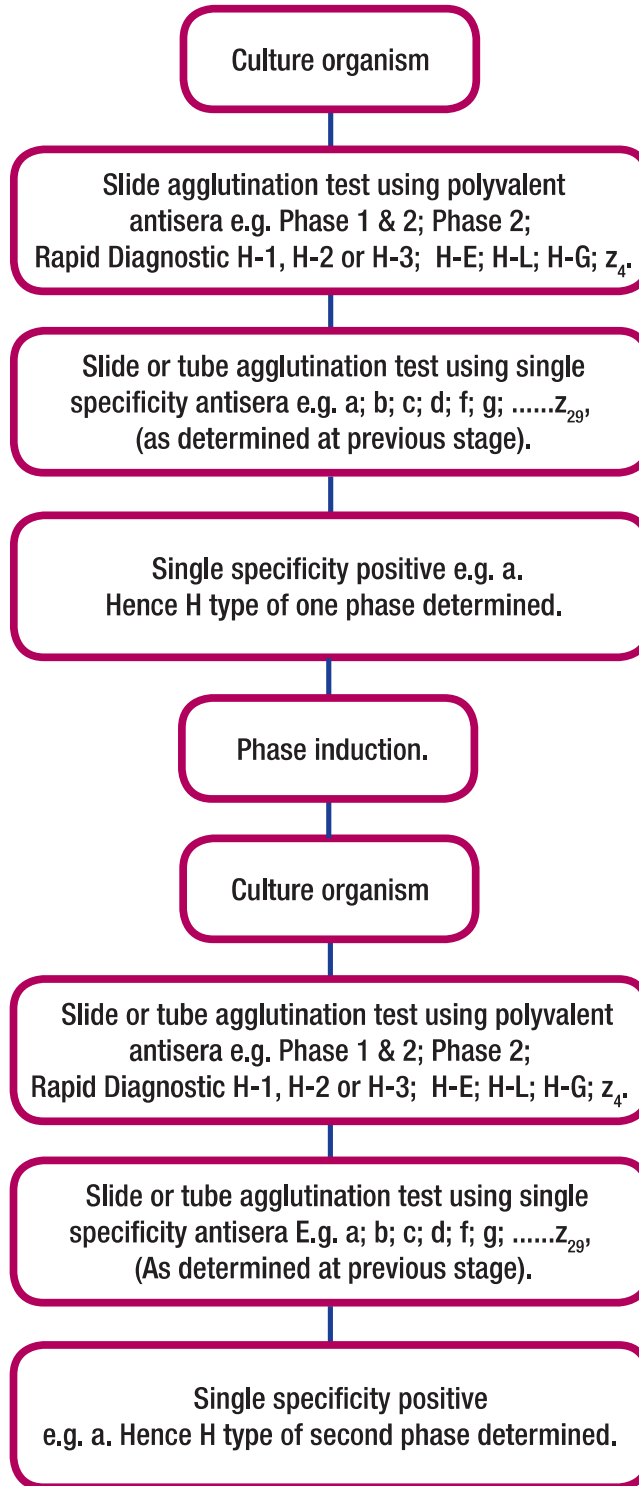 Culture organism
Slide agglutination test using polyvalent
antisera e.g. Phase 1 & 2; Phase 2;
Rapid Diagnostic H-1, H-2 or H-3;  H-E; H-L; H-G; z₄.
Slide or tube agglutination test using single
specificity antisera e.g. a; b; c; d; f; g; ......z₂₉,
(as determined at previous stage).
Single specificity positive e.g. a.
Hence H type of one phase determined.
Phase induction.
Culture organism
Slide or tube agglutination test using polyvalent
antisera e.g. Phase 1 & 2; Phase 2;
Rapid Diagnostic H-1, H-2 or H-3;  H-E; H-L; H-G; z₄.
Slide or tube agglutination test using single
specificity antisera E.g. a; b; c; d; f; g; ......z₂₉,
(As determined at previous stage).
Single specificity positive
e.g. a. Hence H type of second phase determined.